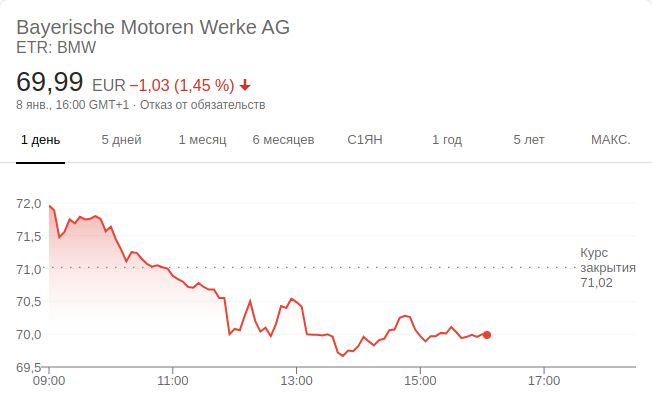 Bayerische Motoren Werke AG
ETR: BMW
69,99 EUR −1,03 (1,45 %)
8 янв., 16:00 GMT+1 · Отказ от обязательств
1 день 5 дней 1 месяц 6 месяцев С1ЯН 1 год 5 лет МАКС.
72,0
71,5
71,0
70,5
70,0
69,5
Курс
закрытия
71,02
09:00 11:00 13:00 15:00 17:00